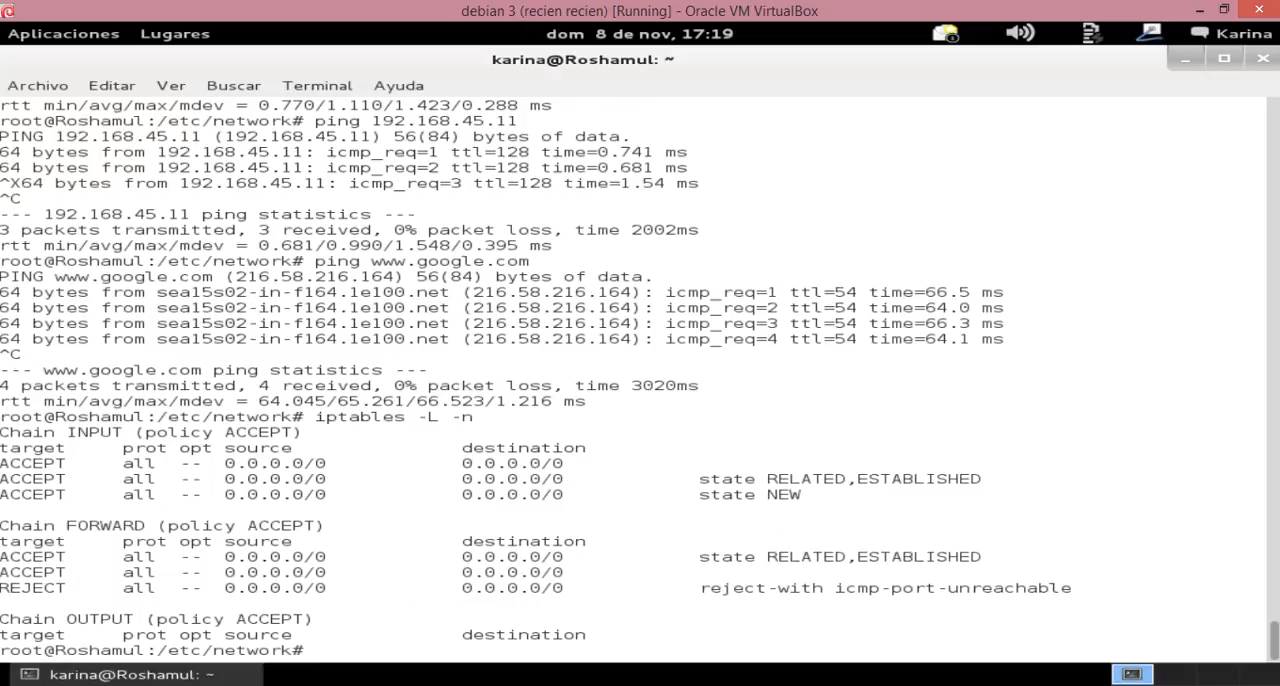 debian 3 (recien recien) [Running] - Oracle VM VirtualBox
Aplicaciones Lugares dom 8 de nov, 17:19 Karina
karina@Roshamul: ~
Archivo Editar Ver Buscar Terminal Ayuda
rtt min/avg/max/mdev = 0.770/1.110/1.423/0.288 ms
root@Roshamul:/etc/network# ping 192.168.45.11
PING 192.168.45.11 (192.168.45.11) 56(84) bytes of data.
64 bytes from 192.168.45.11: icmp_req=1 ttl=128 time=0.741 ms
64 bytes from 192.168.45.11: icmp_req=2 ttl=128 time=0.681 ms
^X64 bytes from 192.168.45.11: icmp_req=3 ttl=128 time=1.54 ms
^C
--- 192.168.45.11 ping statistics ---
3 packets transmitted, 3 received, 0% packet loss, time 2002ms
rtt min/avg/max/mdev = 0.681/0.990/1.548/0.395 ms
root@Roshamul:/etc/network# ping www.google.com
PING www.google.com (216.58.216.164) 56(84) bytes of data.
64 bytes from sea15s02-in-f164.1e100.net (216.58.216.164): icmp_req=1 ttl=54 time=66.5 ms
64 bytes from sea15s02-in-f164.1e100.net (216.58.216.164): icmp_req=2 ttl=54 time=64.0 ms
64 bytes from sea15s02-in-f164.1e100.net (216.58.216.164): icmp_req=3 ttl=54 time=66.3 ms
64 bytes from sea15s02-in-f164.1e100.net (216.58.216.164): icmp_req=4 ttl=54 time=64.1 ms
^C
--- www.google.com ping statistics ---
4 packets transmitted, 4 received, 0% packet loss, time 3020ms
rtt min/avg/max/mdev = 64.045/65.261/66.523/1.216 ms
root@Roshamul:/etc/network# iptables -L -n
Chain INPUT (policy ACCEPT)
target prot opt source destination
ACCEPT all -- 0.0.0.0/0 0.0.0.0/0
ACCEPT all -- 0.0.0.0/0 0.0.0.0/0 state RELATED,ESTABLISHED
ACCEPT all -- 0.0.0.0/0 0.0.0.0/0 state NEW
Chain FORWARD (policy ACCEPT)
target prot opt source destination
ACCEPT all -- 0.0.0.0/0 0.0.0.0/0 state RELATED,ESTABLISHED
ACCEPT all -- 0.0.0.0/0 0.0.0.0/0
REJECT all -- 0.0.0.0/0 0.0.0.0/0 reject-with icmp-port-unreachable
Chain OUTPUT (policy ACCEPT)
target prot opt source destination
root@Roshamul:/etc/network#
karina@Roshamul: ~